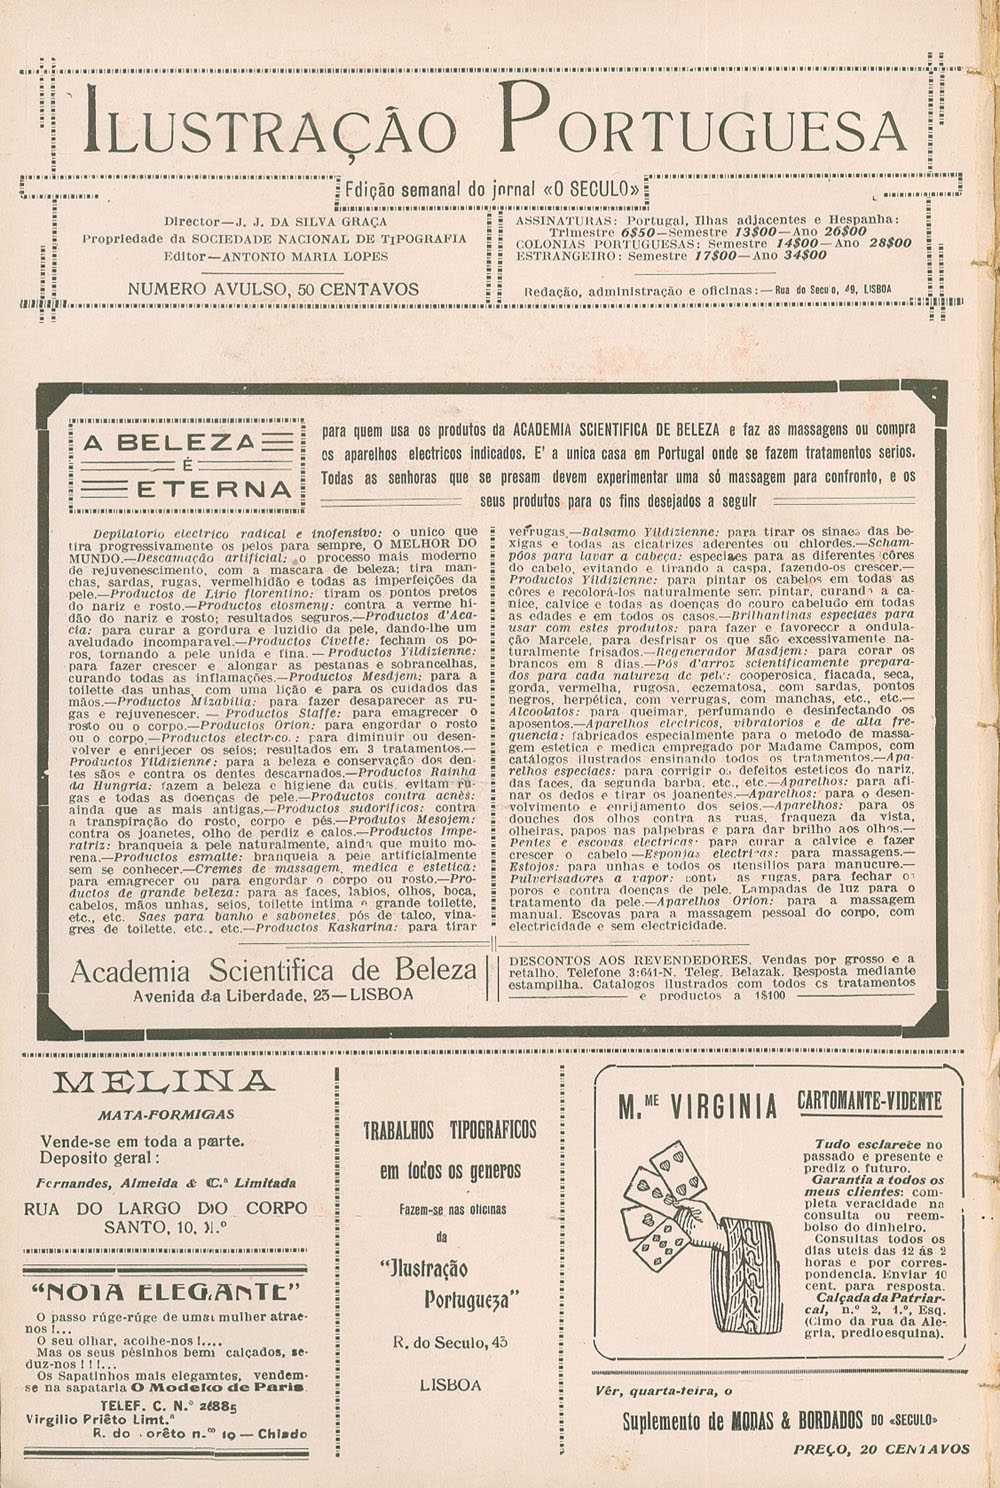 ILUSTRAÇÃO PORTUGUESA
Edição semanal do jornal «O SECULO»
Director—J. J. DA SILVA GRAÇA
Propriedade da SOCIEDADE NACIONAL DE TIPOGRAFIA
Editor—ANTONIO MARIA LOPES
NUMERO AVULSO, 50 CENTAVOS
ASSINATURAS: Portugal, Ilhas adjacentes e Hespanha:
Trimestre 6$50—Semestre 13$00—Ano 26$00
COLONIAS PORTUGUESAS: Semestre 14$00—Ano 28$00
ESTRANGEIRO: Semestre 17$00—Ano 34$00
Redação, administração e oficinas:—Rua do Seculo, 49, LISBOA
A BELEZA
É
ETERNA
para quem usa os produtos da ACADEMIA SCIENTIFICA DE BELEZA e faz as massagens ou compra
os aparelhos electricos indicados. E' a unica casa em Portugal onde se fazem tratamentos serios.
Todas as senhoras que se presam devem experimentar uma só massagem para confronto, e os
seus produtos para os fins desejados a seguir
Depilatorio electrico radical e inofensivo: o unico que
tira progressivamente os pelos para sempre, O MELHOR DO
MUNDO.—Descamação artificial: o processo mais moderno
de rejuvenescimento, com mascara de beleza; tira man-
chas, sardas, rugas, vermelhidão e todas as imperfeições da
pele.—Productos de Lirio florentino: tiram os pontos pretos
do nariz e rosto.—Productos elosmeny: contra a verme hi-
dão do nariz e rosto; resultados seguros.—Productos d'Aca-
cia: para curar a gordura e luzidio da pele, dando-lhe um
aveludado incomparavel.—Productos Civette: fecham os po-
ros, tornando a pele unida e fina.—Productos Yildizienne:
para fazer crescer e alongar as pestanas e sobrancelhas,
curando todas as inflamações.—Productos Mesdjem: para a
toilette das unhas, com uma lição e para os cuidados das
mãos.—Productos Mizabilia: para fazer desaparecer as ru-
gas e rejuvenescer.—Productos Staffe: para emagrecer o
rosto ou o corpo.—Productos Orion: para engordar o rosto
ou o corpo—Productos electr.co.: para diminuir ou desen-
volver e enrijecer os seios; resultados em 3 tratamentos.—
Productos Yildizienne: para a beleza e conservação dos den-
tes sãos e contra os dentes descarnados.—Productos Rainha
da Hungria: fazem a beleza e higiene da cutis, evitam ru-
gas e todas as doenças de pele.—Productos contra acnés:
ainda que as mais antigas.—Productos sudorificos: contra
a transpiração do rosto, corpo e pés.—Produtos Mesojem:
contra os joanetes, olho de perdiz e calos.—Productos Impe-
ratriz: branqueia a pele naturalmente, ainda que muito mo-
rena.—Productos esmalte: branqueia a pele artificialmente
sem se conhecer.—Cremes de massagem, medica e estetica:
para emagrecer ou para engordar o corpo ou rosto.—Pro-
ductos de grande beleza: para as faces, labios, olhos, boca,
cabelos, mãos unhas, seios, toilette intima e grande toilette,
etc., etc. Saes para banho e sabonetes, pós de talco, vina-
gres de toilette, etc., etc.—Productos Kaskarina: para tirar
verrugas.—Balsamo Yildizienne: para tirar os sinaes das be-
xigas e todas as cicatrizes aderentes ou chlordes.—Scham-
póos para lavar a cabeça: especiaes para as diferentes côres
do cabelo, evitando e tirando a caspa, fazendo-os crescer.—
Productos Yildizienne: para pintar os cabelos em todas as
côres e recolorá-los naturalmente sem pintar, curando a ca-
nice, calvice e todas as doenças do couro cabeludo em todas
as edades e em todos os casos.—Brilhantinas especiaes para
usar com estes produtos: para fazer e favorecer a ondula-
ção Marcele, para desfrisar os que são excessivamente na-
turalmente frisados.—Regenerador Masdjem: para corar os
brancos em 8 dias.—Pós d'arroz scientificamente prepara-
dos para cada natureza de pele: cooperosica, flacada, seca,
gorda, vermelha, rugosa, eczematosa, com sardas, pontos
negros, herpética, com verrugas, com manchas, etc., etc.—
Alcoolatos: para queimar, perfumando e desinfectando os
aposentos.—Aparelhos electricos, vibratorios e de alta fre-
quencia: fabricados especialmente para o metodo de massa-
gem estetica e medica empregado por Madame Campos, com
catálogos ilustrados ensinando todos os tratamentos.—Apa-
relhos especiaes: para corrigir os defeitos esteticos do nariz,
das faces, da segunda barba, etc., etc.—Aparelhos: para afi-
nar os dedos e tirar os joanetes.—Aparelhos: para o desen-
volvimento e enrijamento dos seios.—Aparelhos: para os
douches dos olhos contra as ruas, fraqueza da vista,
olheiras, papos nas palpebras e para dar brilho aos olhos.—
Pentes e escovas electricas: para curar a calvice e fazer
crescer o cabelo—Esponjas electricas: para massagens.—
Estojos: para unhas e todos os itensilios para manucure.—
Pulverisadores a vapor: conti as rugas, para fechar os
poros e contra doenças de pele. Lampadas de luz para o
tratamento da pele.—Aparelhos Orion: para a massagem
manual. Escovas para a massagem pessoal do corpo, com
electricidade e sem electricidade.
Academia Scientifica de Beleza
Avenida da Liberdade, 23—LISBOA
DESCONTOS AOS REVENDEDORES. Vendas por grosso e a
retalho. Telefone 3:641-N. Teleg. Belazak. Resposta mediante
estampilha. Catalogos ilustrados com todos cs tratamentos
e productos a 1$100
MELINA
MATA-FORMIGAS
Vende-se em toda a parte.
Deposito geral:
Fernandes, Almeida & C.ª Limitada
RUA DO LARGO DO CORPO
SANTO, 10, 1.º
"NOIA ELEGANTE"
O passo rúge-rúge de uma mulher atrae-
nos!...
O seu olhar, acolhe-nos!....
Mas os seus pésinhos bem calçados, se-
duz-nos!!!...
Os Sapatinhos mais elegantes, vendem-
se na sapataria O Modelo de Paris.
TELEF. C. N.º 2885
Virgilio Priêto Limt.ª
R. do orêto n.ºº 19—Chiado
TRABALHOS TIPOGRAFICOS
em todos os generos
Fazem-se nas oficinas
da
"Ilustração
Portugueza"
R. do Seculo, 43
LISBOA
M.ME VIRGINIA CARTOMANTE-VIDENTE
Tudo esclarece no
passado e presente e
prediz o futuro.
Garantia a todos os
meus clientes: com-
pleta veracidade na
consulta ou reem-
bolso do dinheiro.
Consultas todos os
dias uteis das 12 ás 2
horas e por corres-
pondencia. Enviar 10
cent. para resposta.
Calçada da Patriar-
cal, n.º 2, 1.º, Esq.
(Cimo da rua da Ale-
gria, predio esquina).
Vêr, quarta-feira, o
Suplemento de MODAS & BORDADOS DO «SECULO»
PREÇO, 20 CENTAVOS